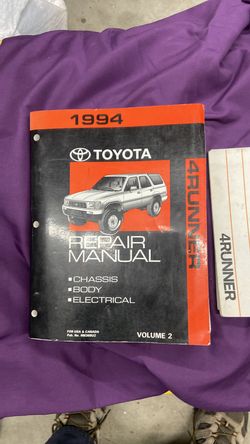 1994
TOYOTA
4RUNNER
REPAIR
MANUAL
CHASSIS
BODY
ELECTRICAL
FOR USA & CANADA
VOLUME 2
4RUNNER